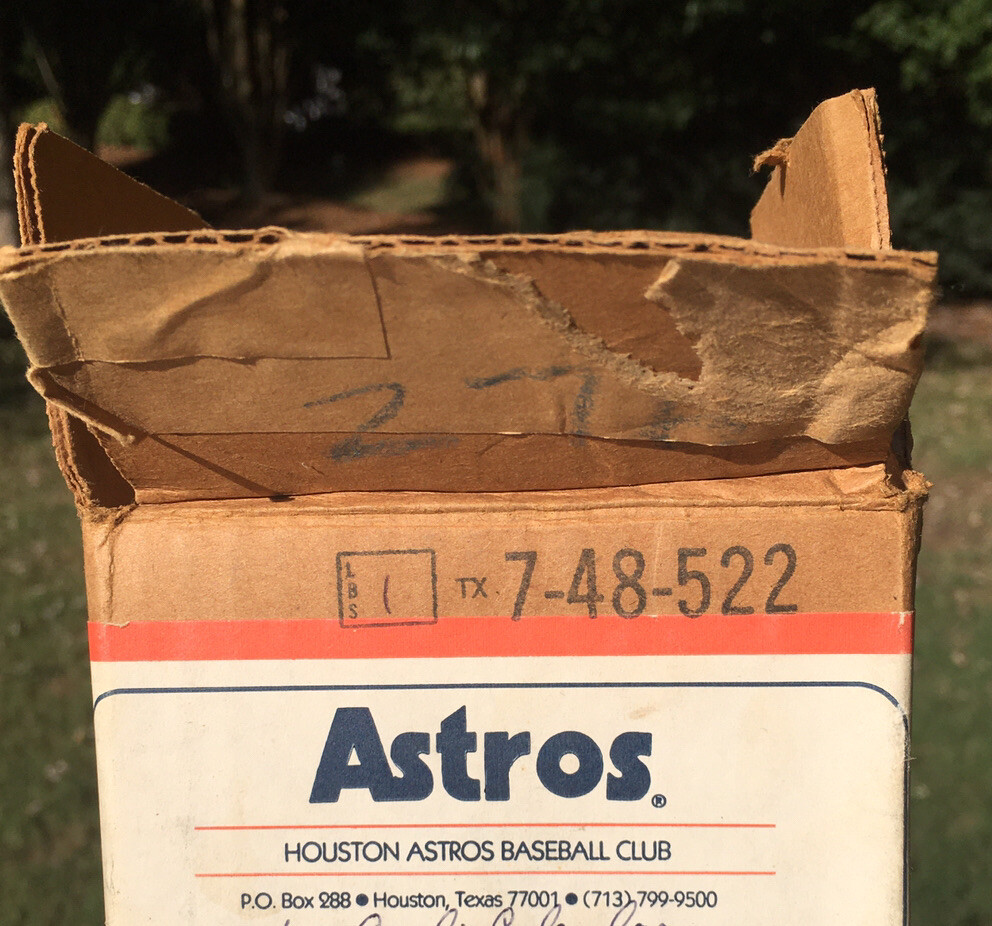 27
LBS 1 TX. 7-48-522
Astros®
HOUSTON ASTROS BASEBALL CLUB
P.O. Box 288 • Houston, Texas 77001 • (713) 799-9500